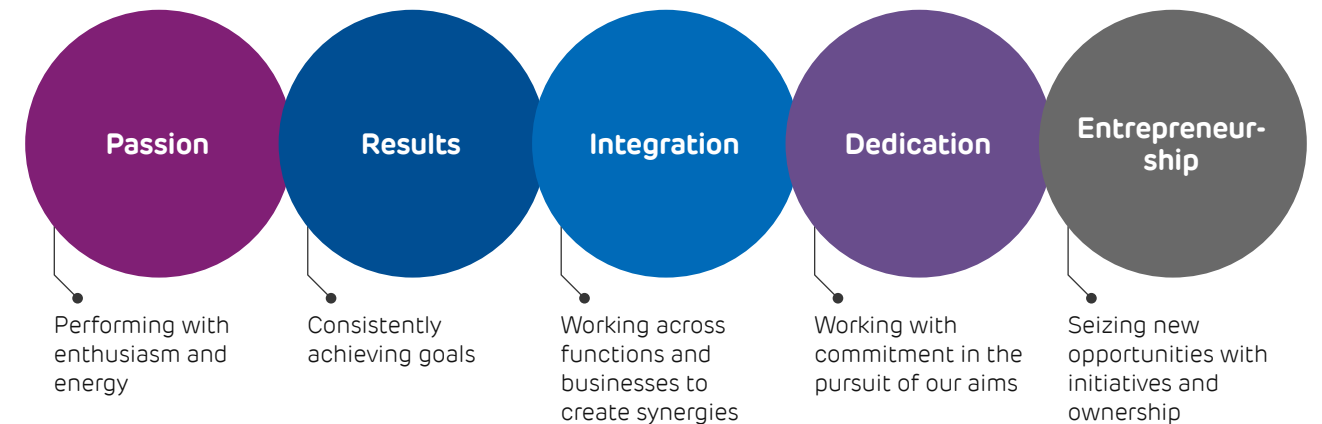 Passion
Results
Integration
Dedication
Entrepreneur-
ship
Performing with
enthusiasm and
energy
Consistently
achieving goals
Working across
functions and
businesses to
create synergies
Working with
commitment in the
pursuit of our aims
Seizing new
opportunities with
initiatives and
ownership